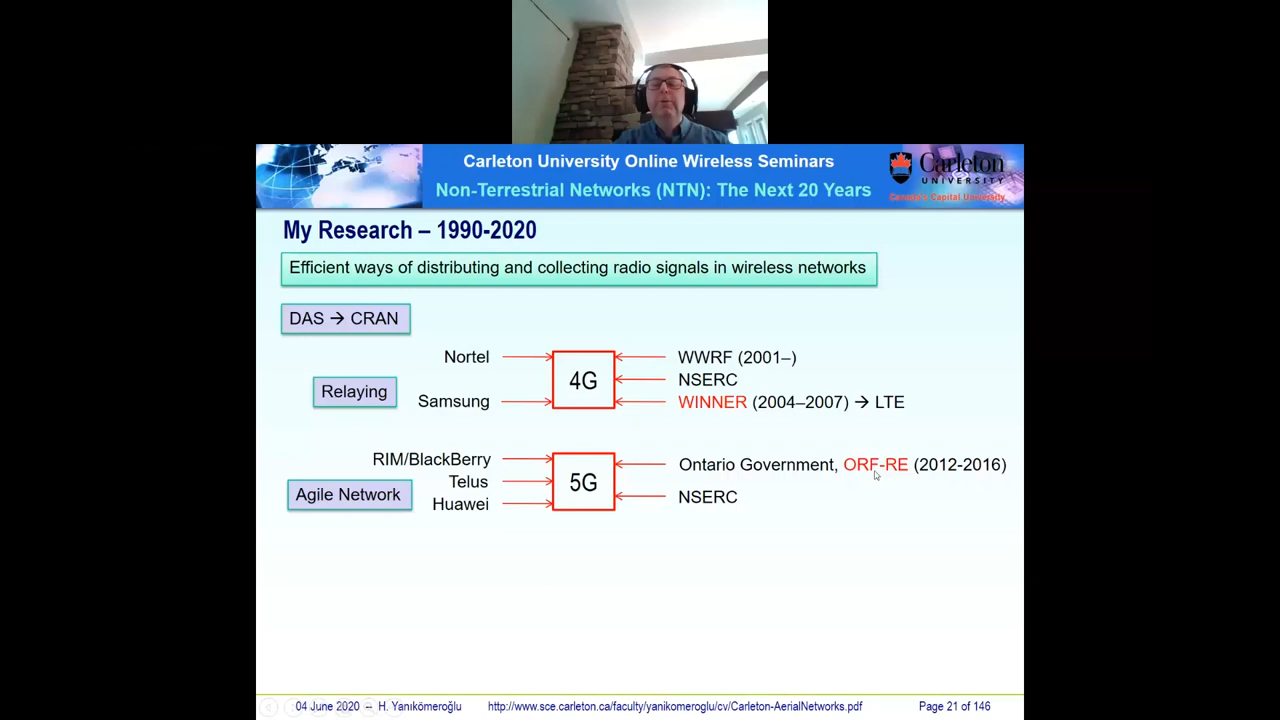 Carleton University Online Wireless Seminars
Non-Terrestrial Networks (NTN): The Next 20 Years
Carleton
UNIVERSITY
Canada's Capital University
My Research – 1990-2020
Efficient ways of distributing and collecting radio signals in wireless networks
DAS → CRAN
Nortel
Relaying
Samsung
4G
WWRF (2001–)
NSERC
WINNER (2004–2007) → LTE
RIM/BlackBerry
Agile Network
Telus
Huawei
5G
Ontario Government, ORF-RE (2012-2016)
NSERC
04 June 2020 -- H. Yanıkömeroğlu
http://www.sce.carleton.ca/faculty/yanikomeroglu/cv/Carleton-AerialNetworks.pdf
Page 21 of 146